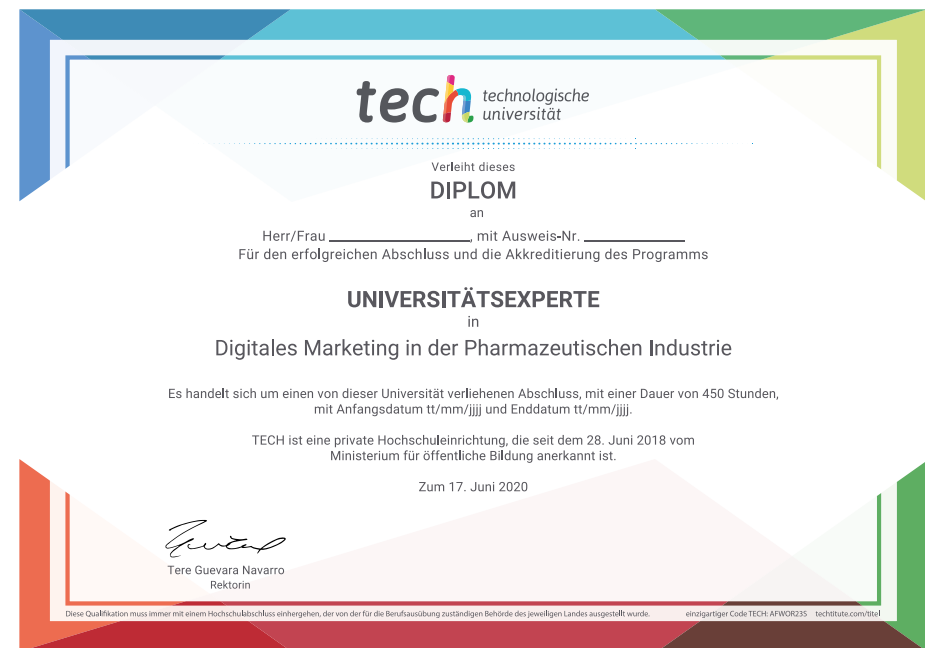 tech technologische
universität
Verleiht dieses
DIPLOM
an
Herr/Frau ____________________, mit Ausweis-Nr. ______________
Für den erfolgreichen Abschluss und die Akkreditierung des Programms
UNIVERSITÄTSEXPERTE
in
Digitales Marketing in der Pharmazeutischen Industrie
Es handelt sich um einen von dieser Universität verliehenen Abschluss, mit einer Dauer von 450 Stunden,
mit Anfangsdatum tt/mm/jjjj und Enddatum tt/mm/jjjj.
TECH ist eine private Hochschuleinrichtung, die seit dem 28. Juni 2018 vom
Ministerium für öffentliche Bildung anerkannt ist.
Zum 17. Juni 2020
Tere Guevara Navarro
Rektorin
Diese Qualifikation muss immer mit einem Hochschulabschluss einhergehen, der von der für die Berufsausübung zuständigen Behörde des jeweiligen Landes ausgestellt wurde. einzigartiger Code TECH: AFWOR23S techtitute.com/titel